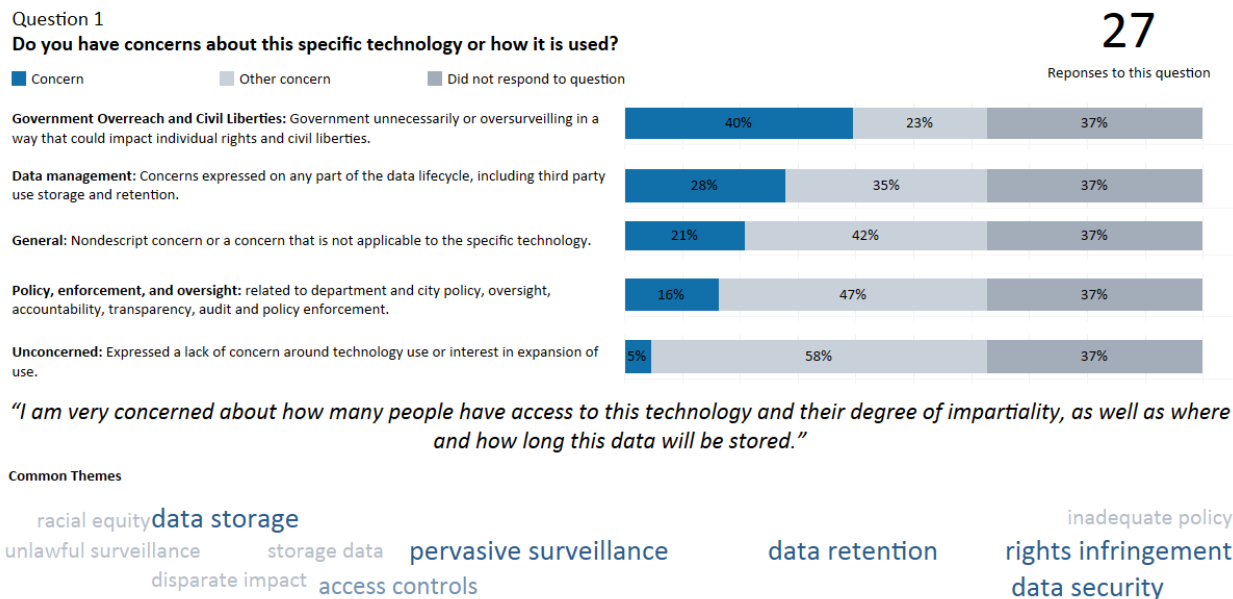 Question 1
Do you have concerns about this specific technology or how it is used?
27
Reponses to this question
Concern
Other concern
Did not respond to question
Government Overreach and Civil Liberties: Government unnecessarily or oversurveilling in a
way that could impact individual rights and civil liberties.
40% 23% 37%
Data management: Concerns expressed on any part of the data lifecycle, including third party
use storage and retention.
28% 35% 37%
General: Nondescript concern or a concern that is not applicable to the specific technology.
21% 42% 37%
Policy, enforcement, and oversight: related to department and city policy, oversight,
accountability, transparency, audit and policy enforcement.
16% 47% 37%
Unconcerned: Expressed a lack of concern around technology use or interest in expansion of
use.
5% 58% 37%
“I am very concerned about how many people have access to this technology and their degree of impartiality, as well as where
and how long this data will be stored.”
Common Themes
racial equity data storage inadequate policy
unlawful surveillance storage data pervasive surveillance data retention rights infringement
disparate impact access controls data security